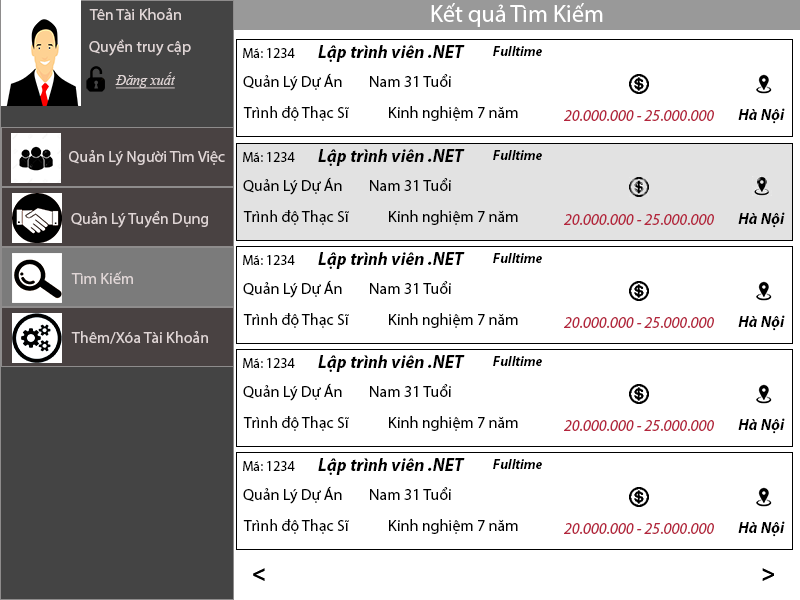 Tên Tài Khoản
Quyền truy cập
Đăng xuất
Quản Lý Người Tìm Việc
Quản Lý Tuyển Dụng
Tìm Kiếm
Thêm/Xóa Tài Khoản
Kết quả Tìm Kiếm
Mã: 1234 Lập trình viên .NET Fulltime
Quản Lý Dự Án Nam 31 Tuổi
Trình độ Thạc Sĩ Kinh nghiệm 7 năm 20.000.000 - 25.000.000 Hà Nội
Mã: 1234 Lập trình viên .NET Fulltime
Quản Lý Dự Án Nam 31 Tuổi
Trình độ Thạc Sĩ Kinh nghiệm 7 năm 20.000.000 - 25.000.000 Hà Nội
Mã: 1234 Lập trình viên .NET Fulltime
Quản Lý Dự Án Nam 31 Tuổi
Trình độ Thạc Sĩ Kinh nghiệm 7 năm 20.000.000 - 25.000.000 Hà Nội
Mã: 1234 Lập trình viên .NET Fulltime
Quản Lý Dự Án Nam 31 Tuổi
Trình độ Thạc Sĩ Kinh nghiệm 7 năm 20.000.000 - 25.000.000 Hà Nội
Mã: 1234 Lập trình viên .NET Fulltime
Quản Lý Dự Án Nam 31 Tuổi
Trình độ Thạc Sĩ Kinh nghiệm 7 năm 20.000.000 - 25.000.000 Hà Nội
< >